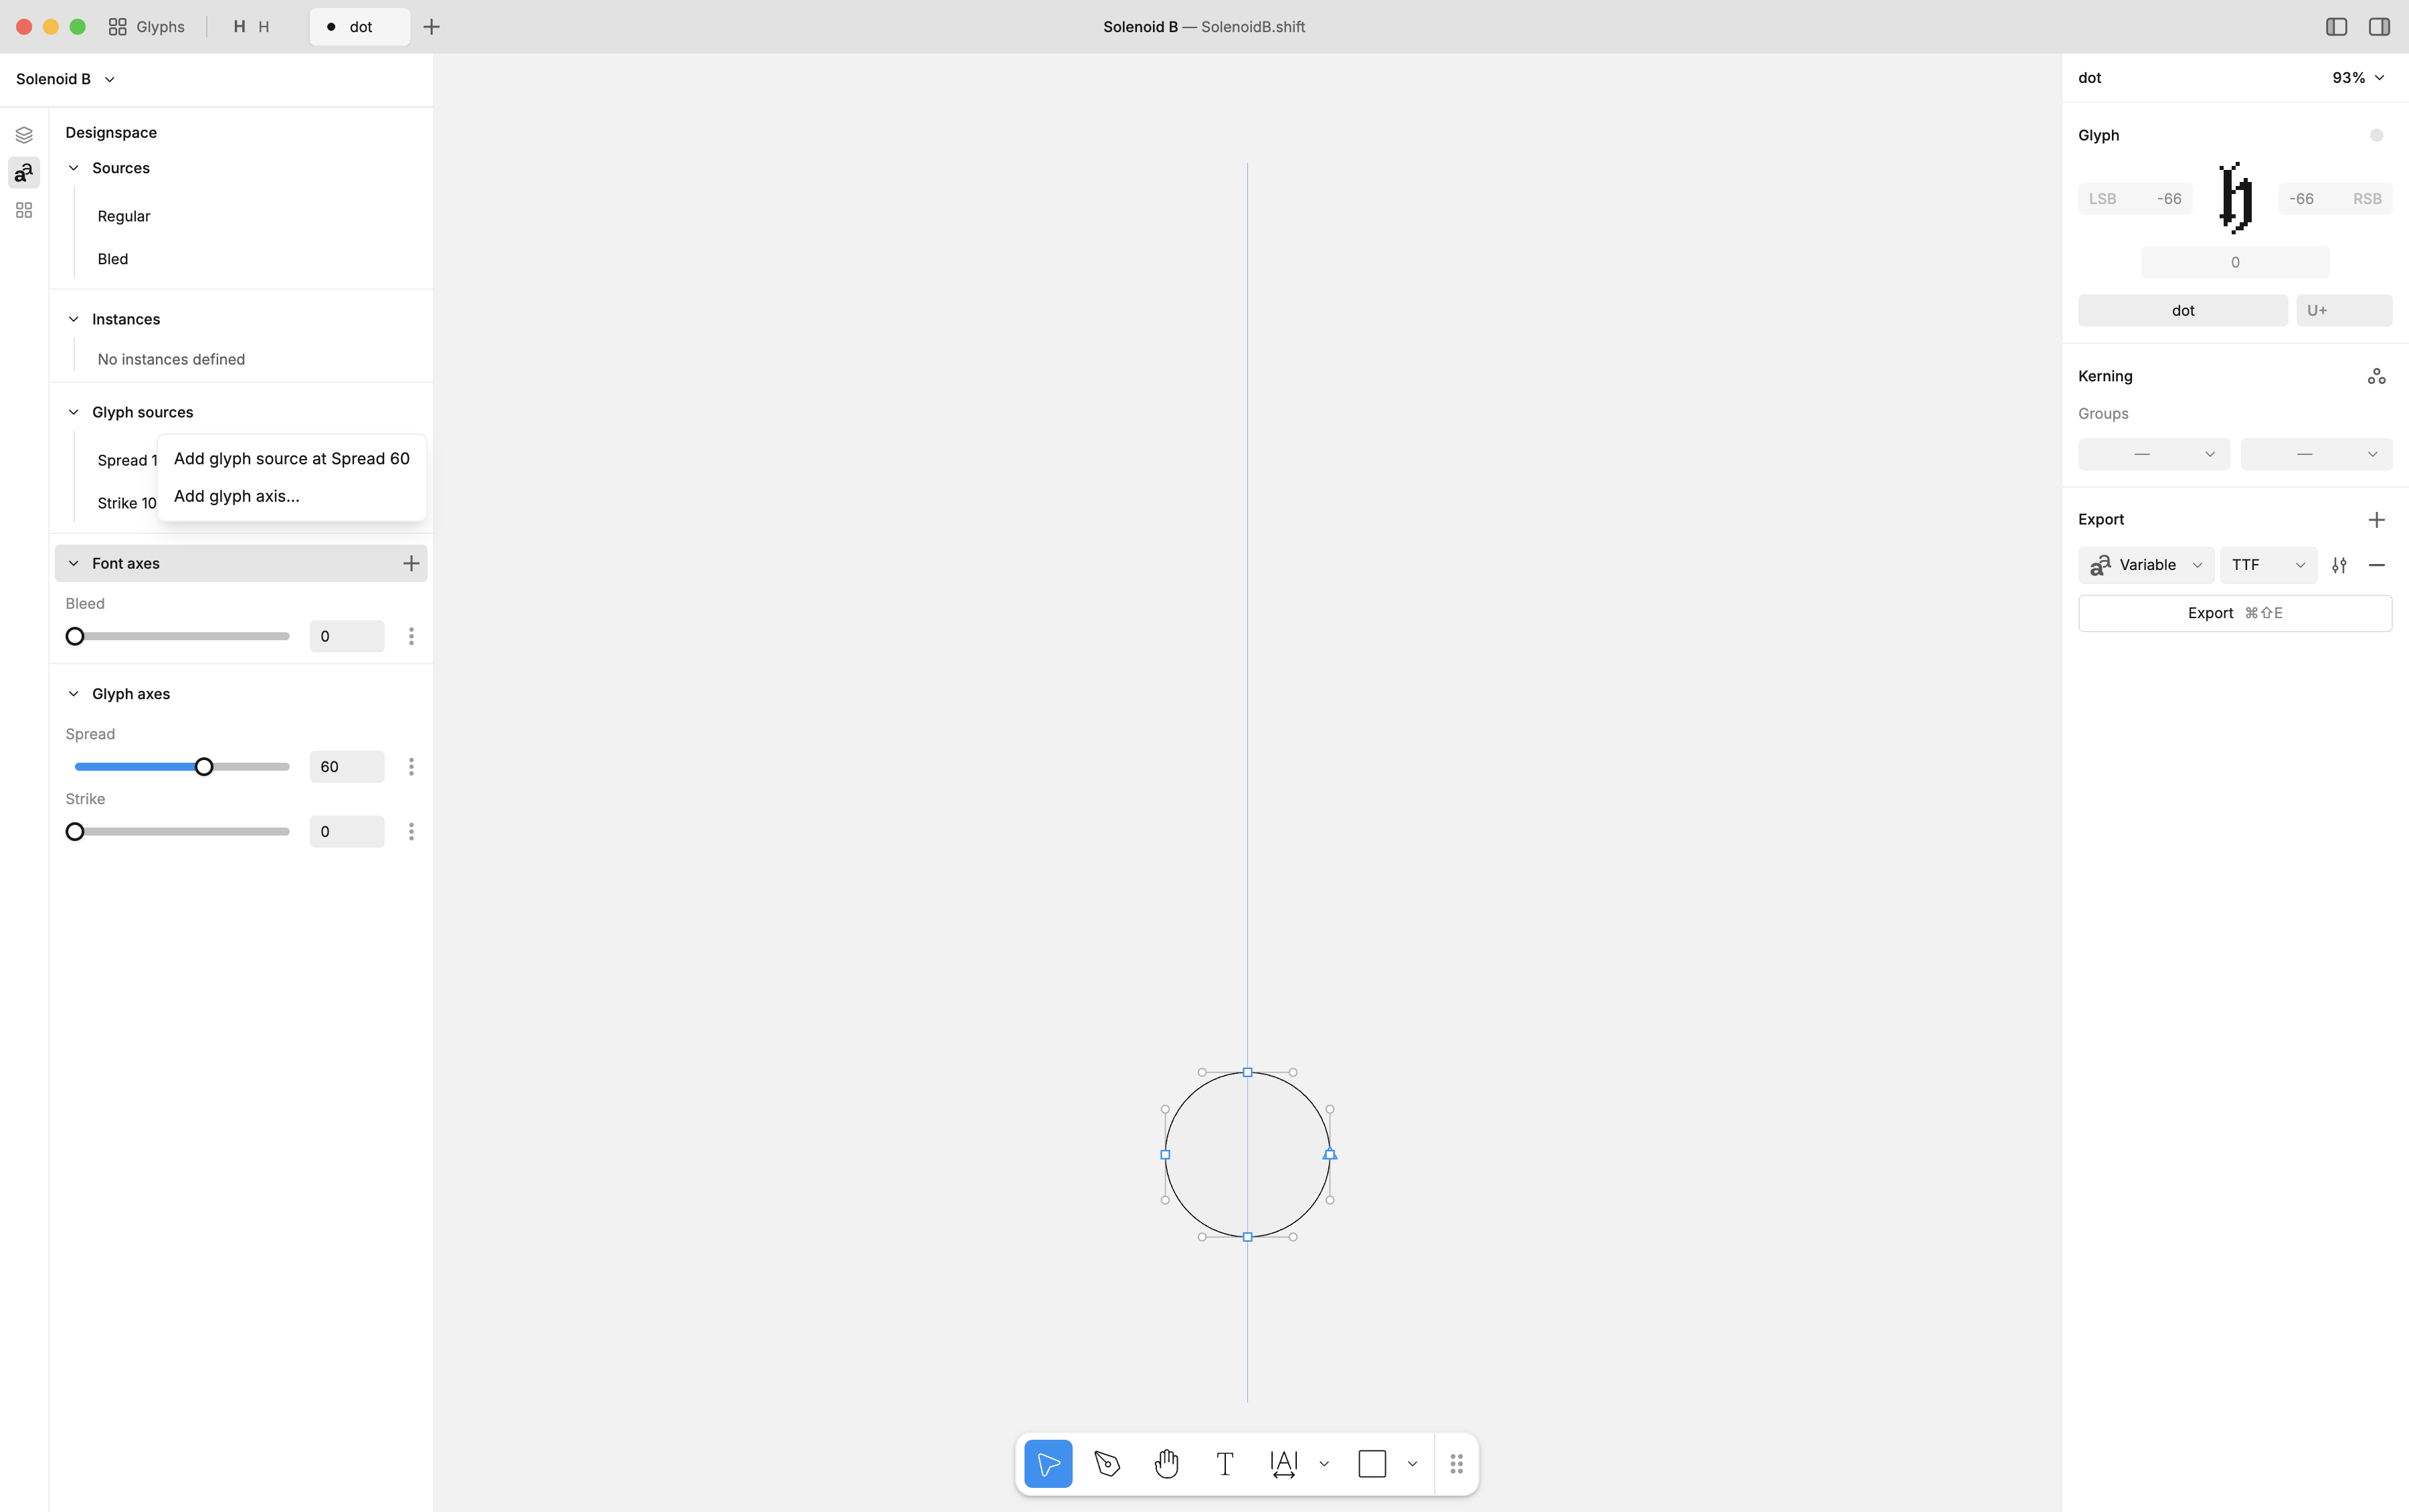 Glyphs H H dot
Solenoid B — SolenoidB.shift
Solenoid B
Designspace
Sources
Regular
Bled
Instances
No instances defined
Glyph sources
Spread 1
Strike 10
Add glyph source at Spread 60
Add glyph axis...
Font axes
Bleed
0
Glyph axes
Spread
60
Strike
0
T
A
dot 93%
Glyph
LSB -66 -66 RSB
0
dot U+
Kerning
Groups
— —
Export
Variable TTF
Export ⌘⇧E